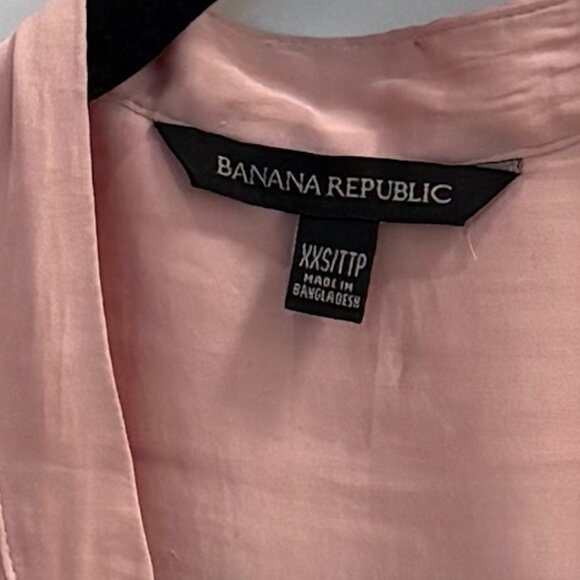 BANANA REPUBLIC
XXS/TTP
MADE IN
BANGLADESH